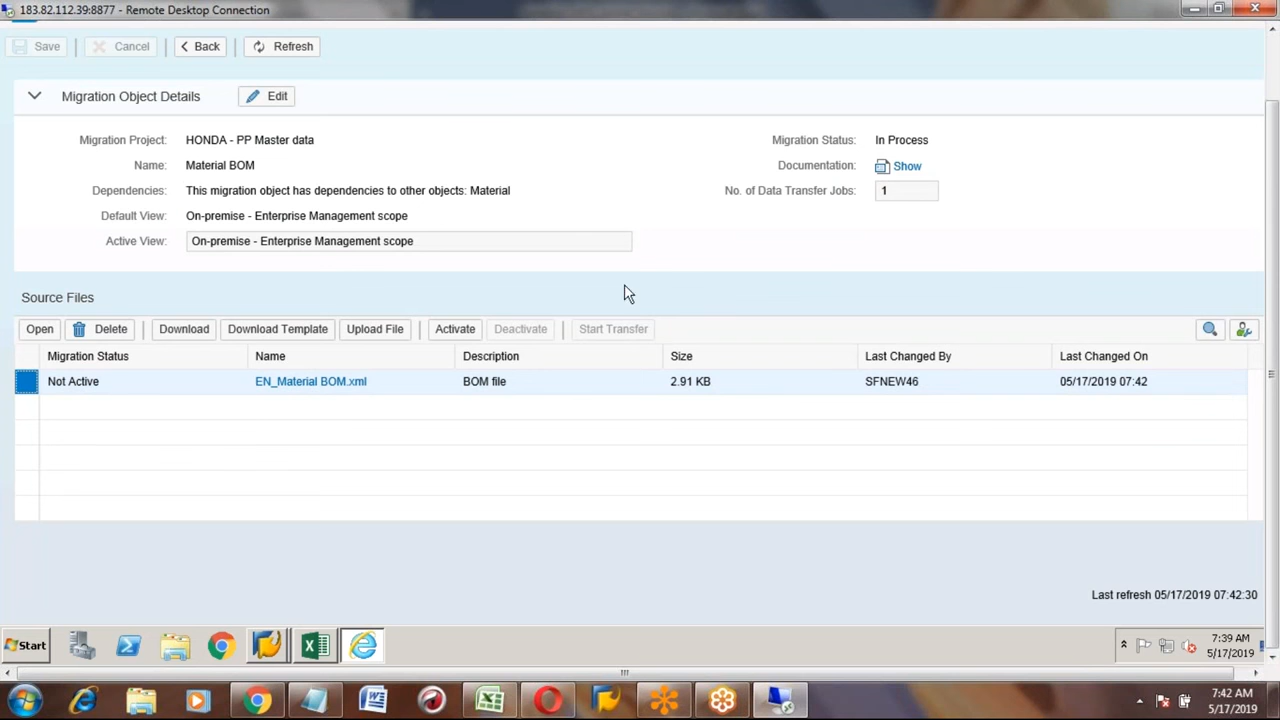 183.82.112.39:8877 - Remote Desktop Connection
Save Cancel Back Refresh
Migration Object Details Edit
Migration Project: HONDA - PP Master data Migration Status: In Process
Name: Material BOM Documentation: Show
Dependencies: This migration object has dependencies to other objects: Material No. of Data Transfer Jobs: 1
Default View: On-premise - Enterprise Management scope
Active View: On-premise - Enterprise Management scope
Source Files
Open Delete Download Download Template Upload File Activate Deactivate Start Transfer
Migration Status Name Description Size Last Changed By Last Changed On
Not Active EN_Material BOM.xml BOM file 2.91 KB SFNEW46 05/17/2019 07:42
Last refresh 05/17/2019 07:42:30
Start 7:39 AM
5/17/2019
7:42 AM
5/17/2019